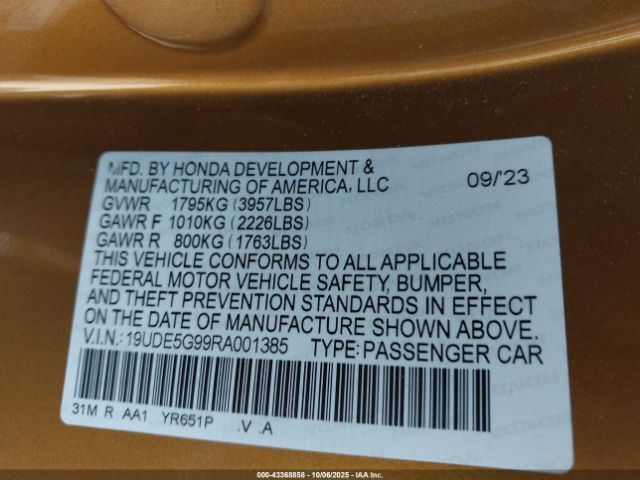 MFD. BY HONDA DEVELOPMENT &
MANUFACTURING OF AMERICA, LLC 09/'23
GVWR 1795KG (3957LBS)
GAWR F 1010KG (2226LBS)
GAWR R 800KG (1763LBS)
THIS VEHICLE CONFORMS TO ALL APPLICABLE
FEDERAL MOTOR VEHICLE SAFETY, BUMPER,
AND THEFT PREVENTION STANDARDS IN EFFECT
ON THE DATE OF MANUFACTURE SHOWN ABOVE.
V.I.N.: 19UDE5G99RA001385 TYPE: PASSENGER CAR
31M R AA1 YR651P .V .A
000-43368858 | 10/06/2025 | IAA Inc.